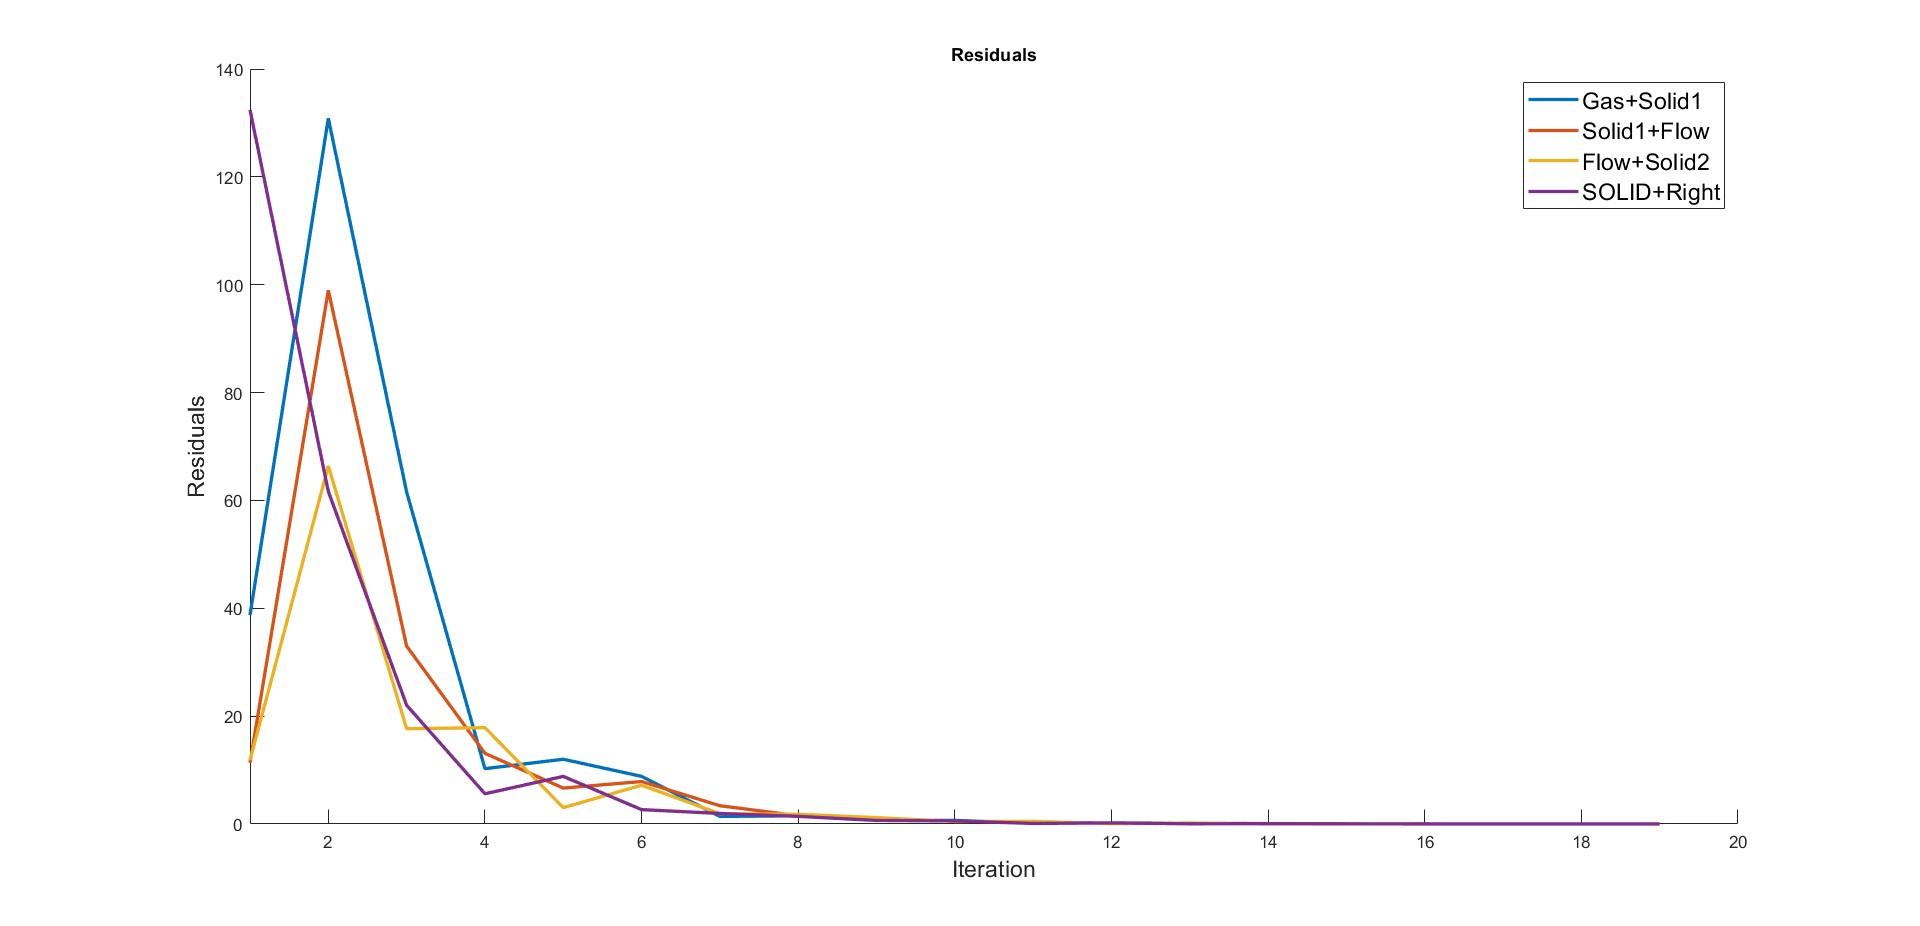 Residuals
140
120
100
80
60
40
20
0
Residuals
Gas+Solid1
Solid1+Flow
Flow+Solid2
SOLID+Right
2 4 6 8 10 12 14 16 18 20
Iteration